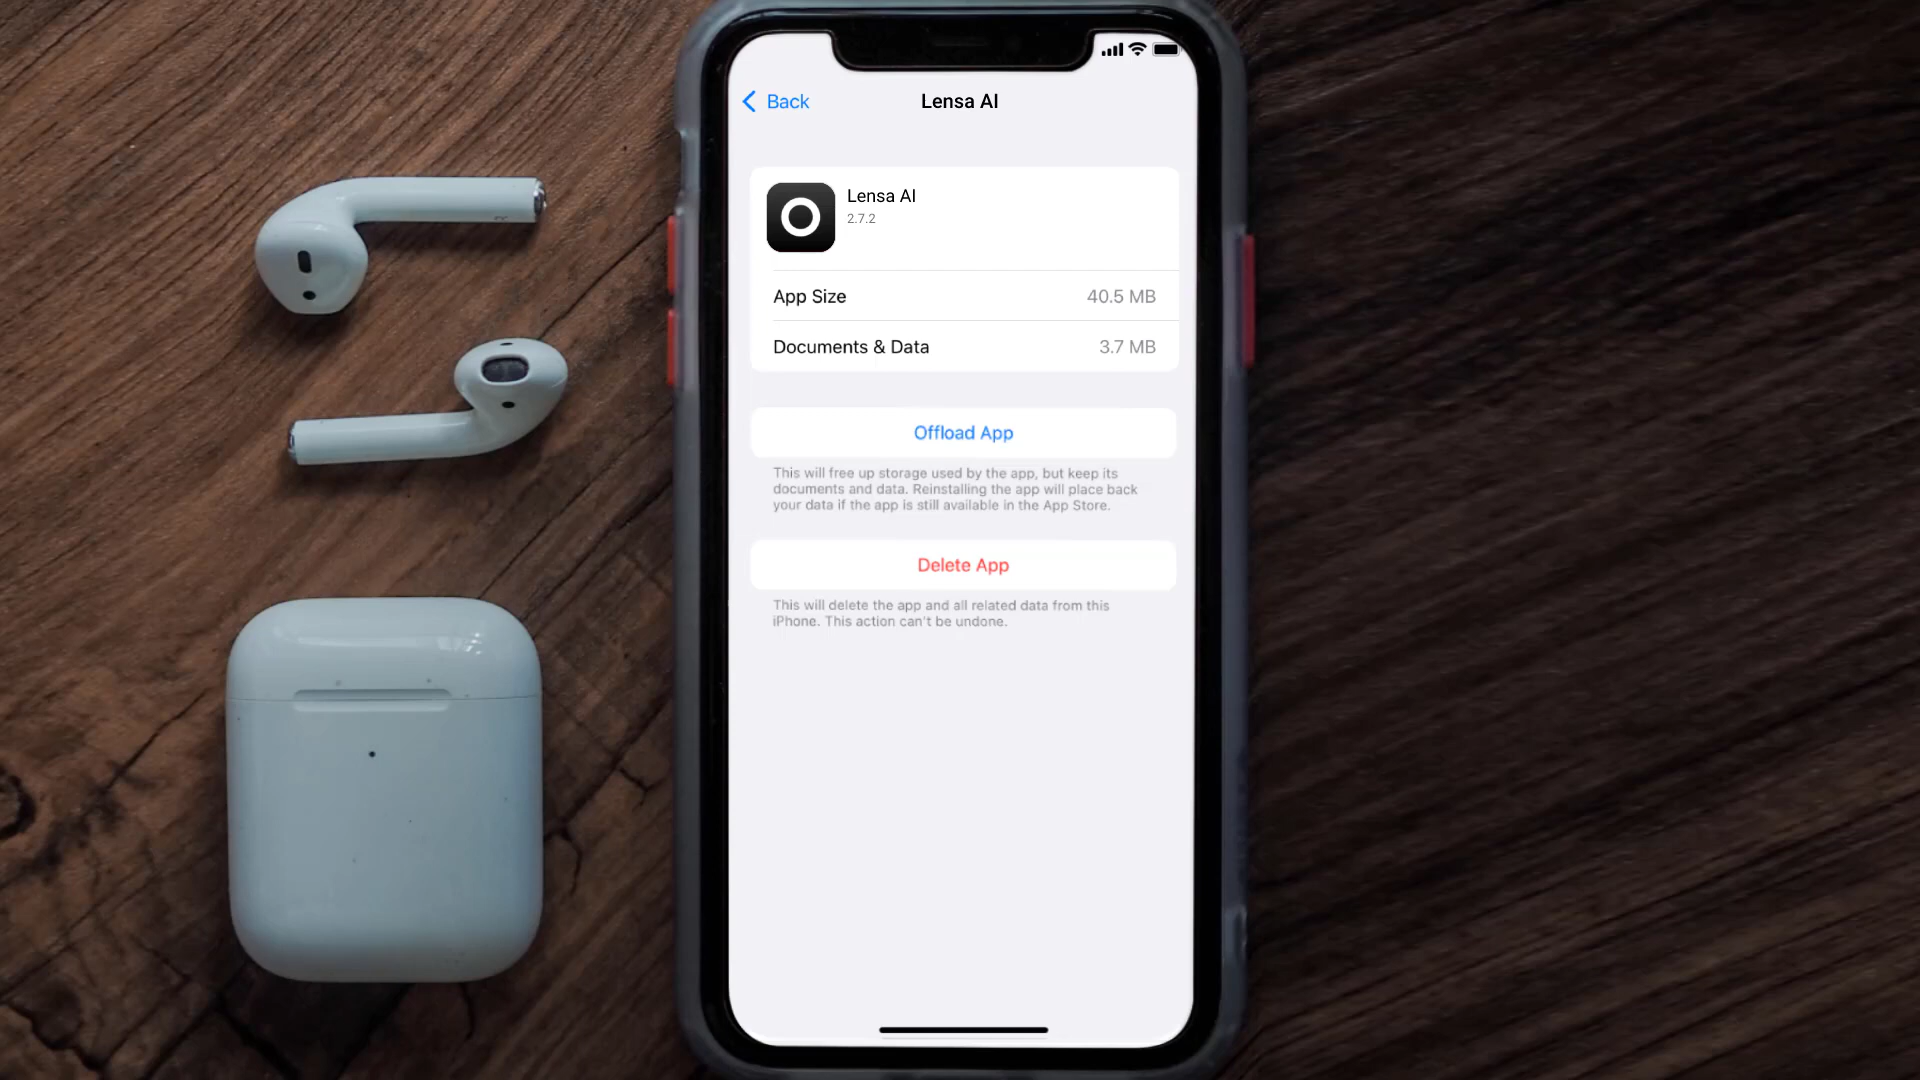 Back
Lensa AI
Lensa AI
2.7.2
App Size 40.5 MB
Documents & Data 3.7 MB
Offload App
This will free up storage used by the app, but keep its
documents and data. Reinstalling the app will place back
your data if the app is still available in the App Store.
Delete App
This will delete the app and all related data from this
iPhone. This action can't be undone.